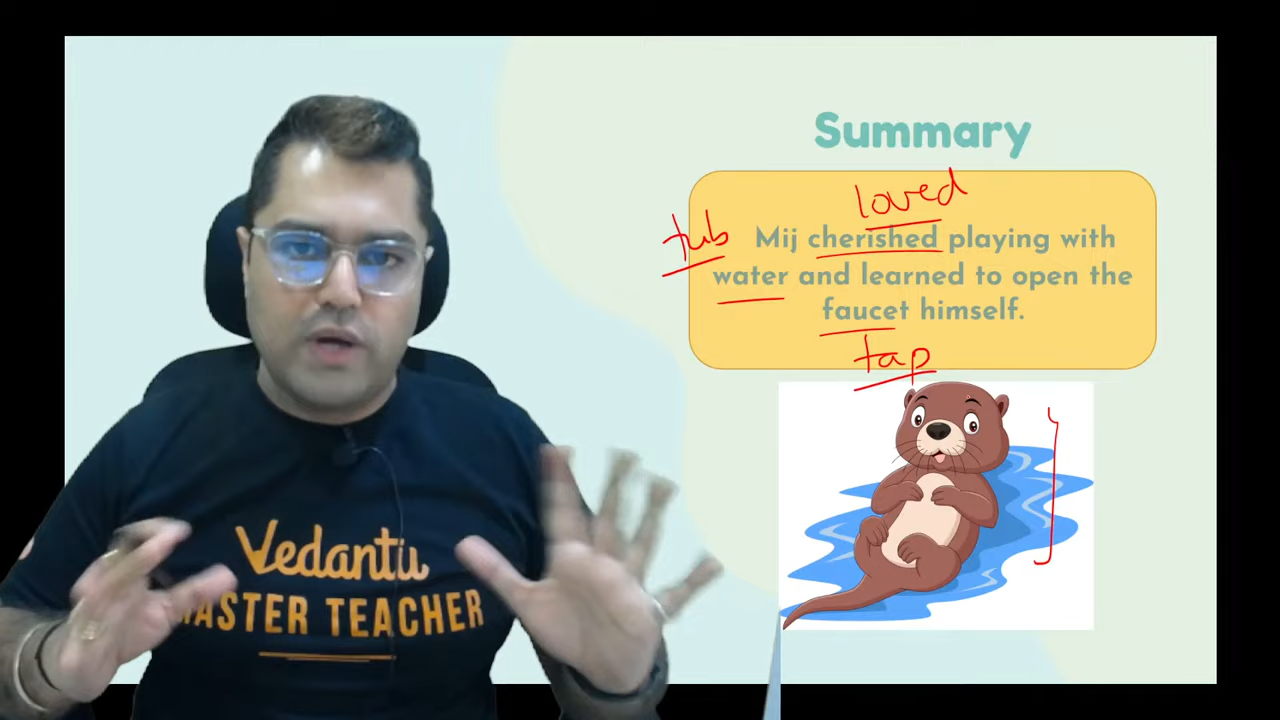 Summary
loved
tub
Mij cherished playing with
water and learned to open the
faucet himself.
tap
Vedantu
MASTER TEACHER